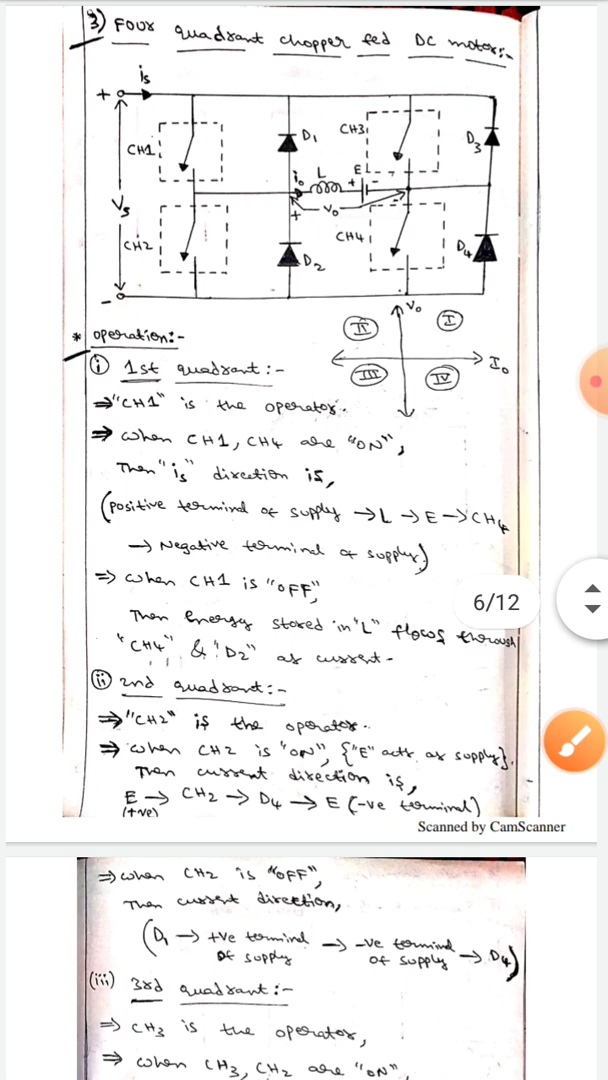 3) Four quadrant chopper fed DC motor:-
is
+
CH1
D1
CH3
D3
L
E
io
+
-
Vs
+
Vo
-
CH2
D2
CH4
D4
-
Vo
II
I
Io
III
IV
* operation:-
(i) 1st quadrant :-
⇒ "CH1" is the operator.
⇒ when CH1, CH4 are "ON",
Then "is" direction is,
(positive terminal of supply → L → E → CH4
→ Negative terminal of supply)
⇒ when CH1 is "OFF",
Then Energy stored in "L" flows through
"CH4" & "D2" as current.
6/12
(ii) 2nd quadrant :-
⇒ "CH2" is the operator.
⇒ when CH2 is "ON", {"E" acts as supply}.
Then current direction is,
E → CH2 → D4 → E (-ve terminal)
(+ve)
Scanned by CamScanner
⇒ when CH2 is "OFF",
Then current direction,
(D1 → +ve terminal of supply → -ve terminal of supply → D4)
(iii) 3rd quadrant :-
⇒ CH3 is the operator,
⇒ when CH3, CH2 are "ON",